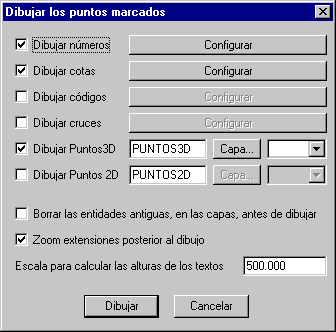 Dibujar los puntos marcados
Dibujar números Configurar
Dibujar cotas Configurar
Dibujar códigos Configurar
Dibujar cruces Configurar
Dibujar Puntos3D PUNTOS3D Capa...
Dibujar Puntos 2D PUNTOS2D Capa...
Borrar las entidades antiguas, en las capas, antes de dibujar
Zoom extensiones posterior al dibujo
Escala para calcular las alturas de los textos 500.000
Dibujar Cancelar